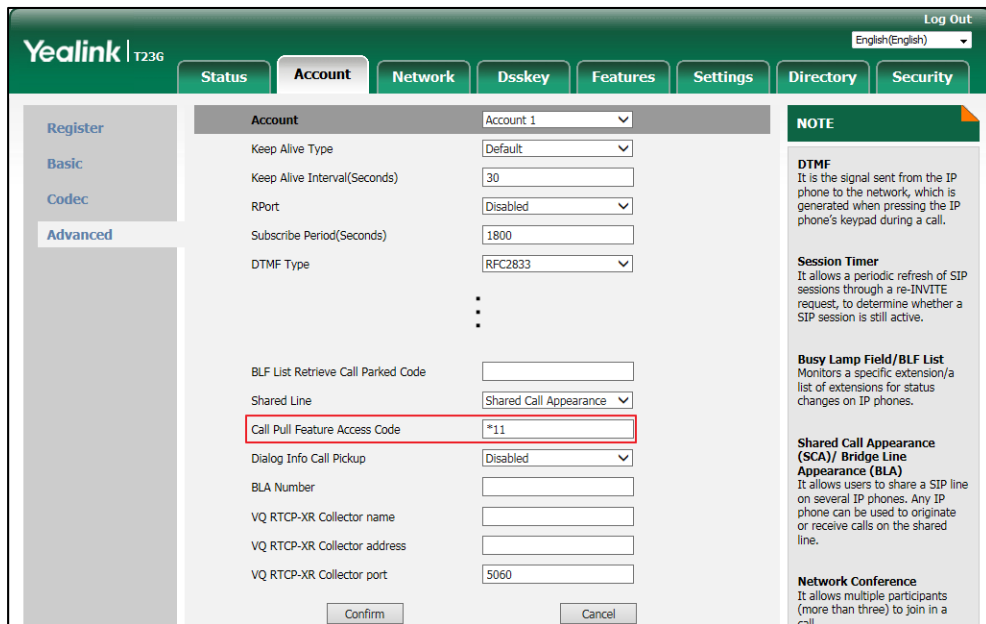 Log Out
Yealink | T23G
English(English)
Status Account Network Dsskey Features Settings Directory Security
Register
Basic
Codec
Advanced
Account Account 1
Keep Alive Type Default
Keep Alive Interval(Seconds) 30
RPort Disabled
Subscribe Period(Seconds) 1800
DTMF Type RFC2833
BLF List Retrieve Call Parked Code
Shared Line Shared Call Appearance
Call Pull Feature Access Code *11
Dialog Info Call Pickup Disabled
BLA Number
VQ RTCP-XR Collector name
VQ RTCP-XR Collector address
VQ RTCP-XR Collector port 5060
Confirm Cancel
NOTE
DTMF
It is the signal sent from the IP
phone to the network, which is
generated when pressing the IP
phone's keypad during a call.
Session Timer
It allows a periodic refresh of SIP
sessions through a re-INVITE
request, to determine whether a
SIP session is still active.
Busy Lamp Field/BLF List
Monitors a specific extension/a
list of extensions for status
changes on IP phones.
Shared Call Appearance
(SCA)/ Bridge Line
Appearance (BLA)
It allows users to share a SIP line
on several IP phones. Any IP
phone can be used to originate
or receive calls on the shared
line.
Network Conference
It allows multiple participants
(more than three) to join in a
call